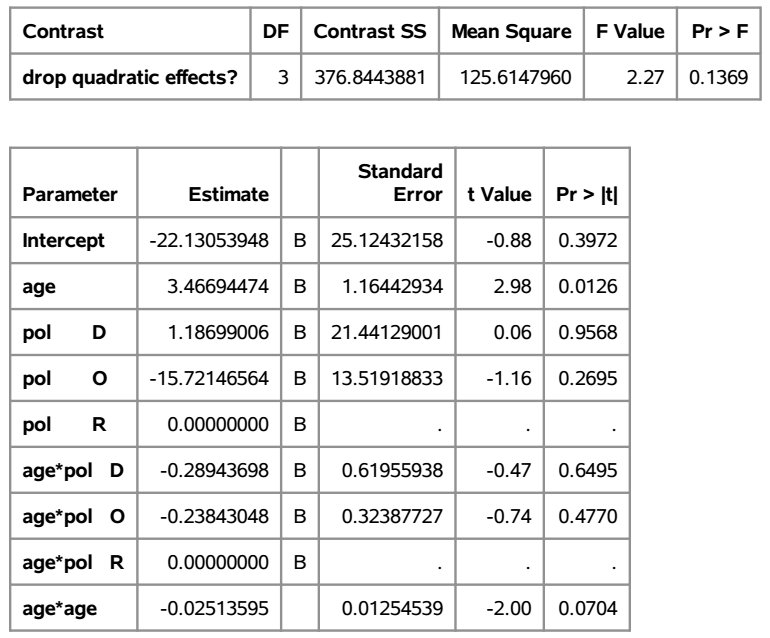 Contrast DF Contrast SS Mean Square F Value Pr > F
drop quadratic effects? 3 376.8443881 125.6147960 2.27 0.1369
Parameter Estimate Standard Error t Value Pr > |t|
Intercept -22.13053948 B 25.12432158 -0.88 0.3972
age 3.46694474 B 1.16442934 2.98 0.0126
pol D 1.18699006 B 21.44129001 0.06 0.9568
pol O -15.72146564 B 13.51918833 -1.16 0.2695
pol R 0.00000000 B . . .
age*pol D -0.28943698 B 0.61955938 -0.47 0.6495
age*pol O -0.23843048 B 0.32387727 -0.74 0.4770
age*pol R 0.00000000 B . . .
age*age -0.02513595 0.01254539 -2.00 0.0704